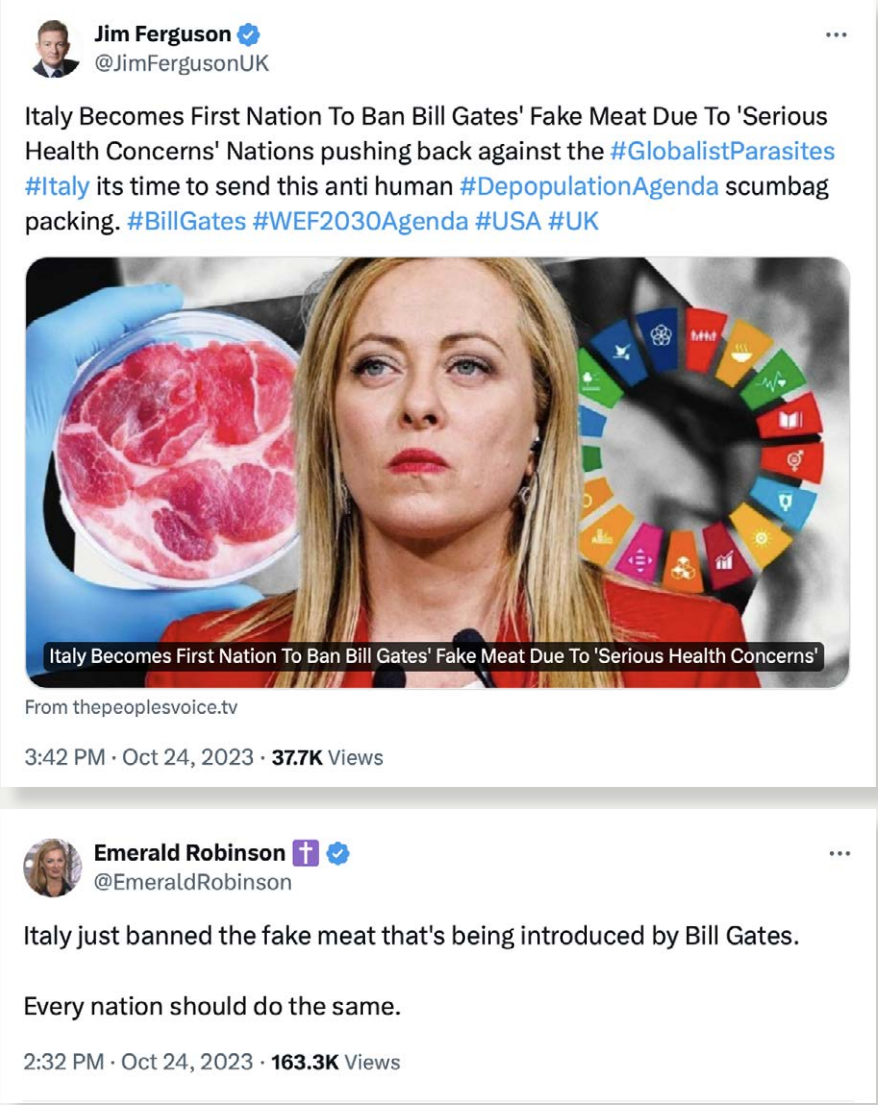 Jim Ferguson
@JimFergusonUK
Italy Becomes First Nation To Ban Bill Gates' Fake Meat Due To 'Serious
Health Concerns' Nations pushing back against the #GlobalistParasites
#Italy its time to send this anti human #DepopulationAgenda scumbag
packing. #BillGates #WEF2030Agenda #USA #UK
Italy Becomes First Nation To Ban Bill Gates' Fake Meat Due To 'Serious Health Concerns'
From thepeoplesvoice.tv
3:42 PM · Oct 24, 2023 · 37.7K Views
Emerald Robinson ✝️
@EmeraldRobinson
Italy just banned the fake meat that's being introduced by Bill Gates.
Every nation should do the same.
2:32 PM · Oct 24, 2023 · 163.3K Views